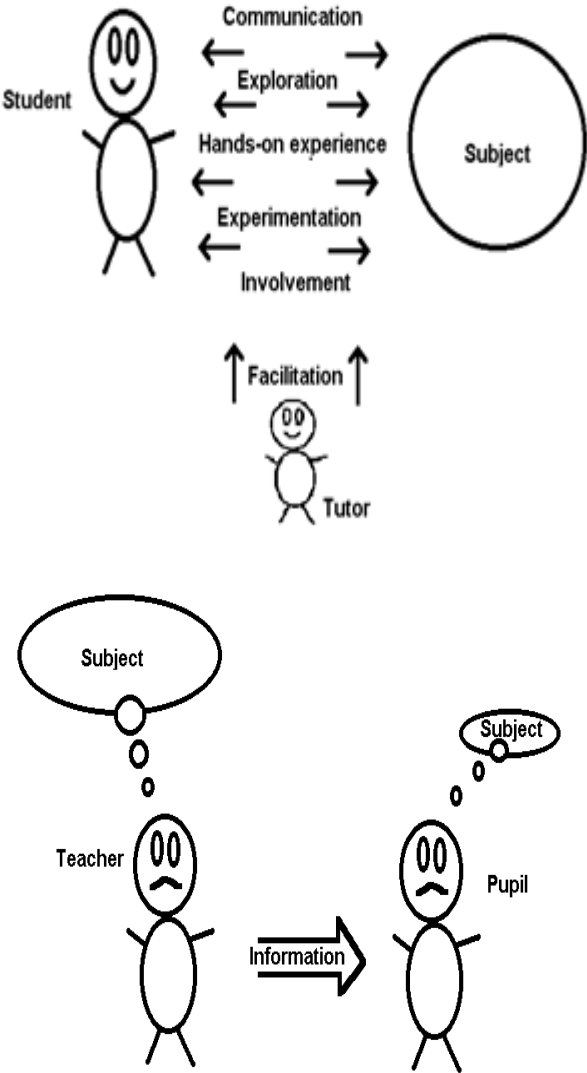 Communication
Exploration
Student
Hands-on experience
Subject
Experimentation
Involvement
Facilitation
Tutor
Subject
Subject
Teacher
Pupil
Information